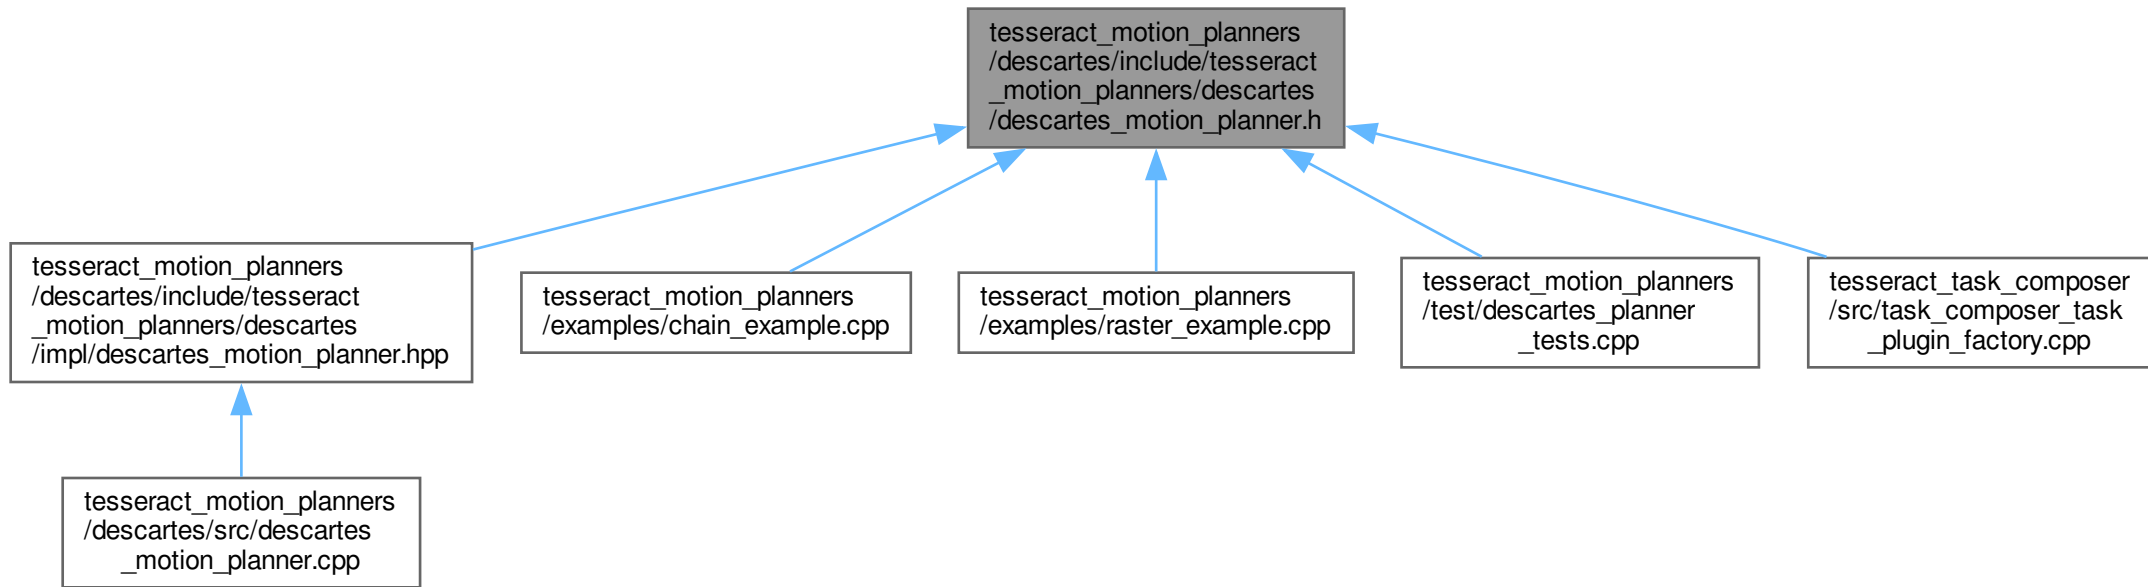 tesseract_motion_planners
/descartes/include/tesseract
_motion_planners/descartes
/descartes_motion_planner.h
tesseract_motion_planners
/descartes/include/tesseract
_motion_planners/descartes
/impl/descartes_motion_planner.hpp
tesseract_motion_planners
/examples/chain_example.cpp
tesseract_motion_planners
/examples/raster_example.cpp
tesseract_motion_planners
/test/descartes_planner
_tests.cpp
tesseract_task_composer
/src/task_composer_task
_plugin_factory.cpp
tesseract_motion_planners
/descartes/src/descartes
_motion_planner.cpp